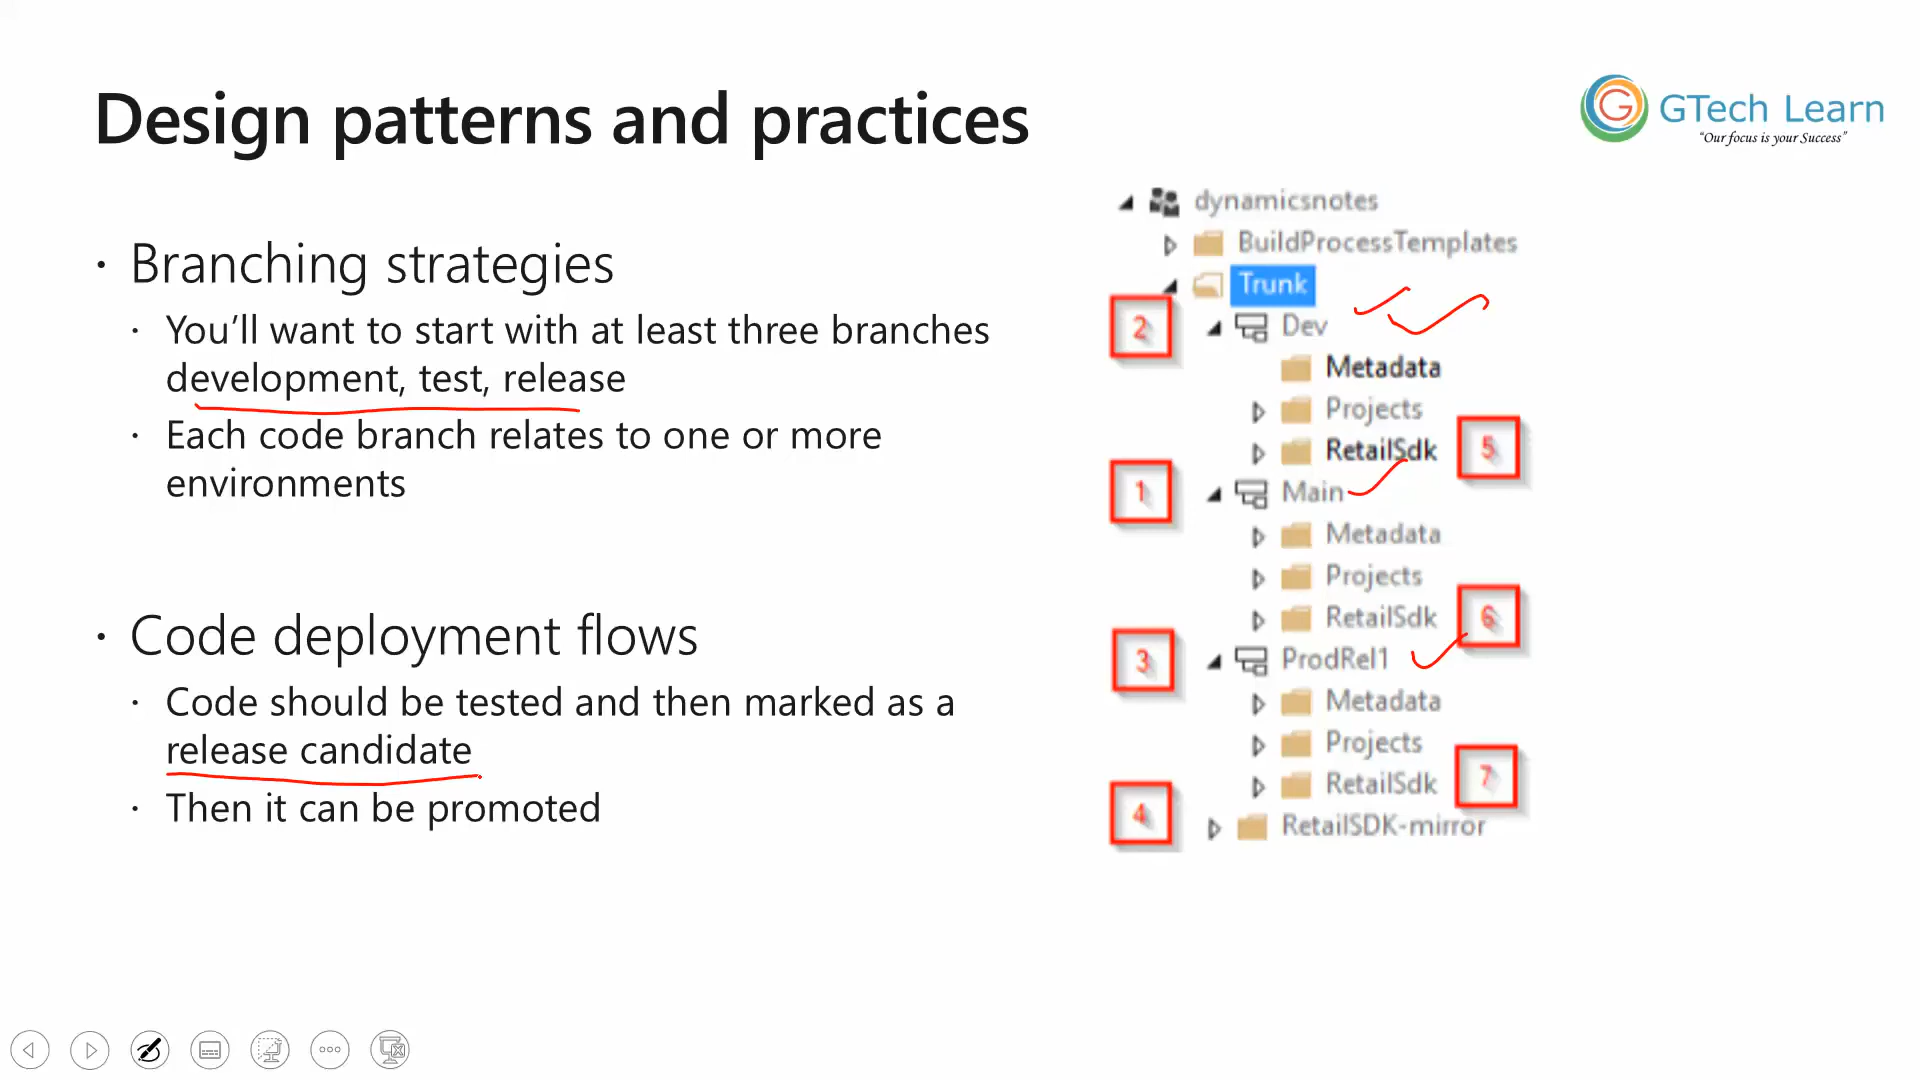 Design patterns and practices
GTech Learn
“Our focus is your Success”
· Branching strategies
· You’ll want to start with at least three branches
development, test, release
· Each code branch relates to one or more
environments
· Code deployment flows
· Code should be tested and then marked as a
release candidate
· Then it can be promoted
dynamicsnotes
BuildProcessTemplates
Trunk
2 Dev
Metadata
Projects
RetailSdk 5
1 Main
Metadata
Projects
RetailSdk 6
3 ProdRel1
Metadata
Projects
RetailSdk 7
4 RetailSDK-mirror